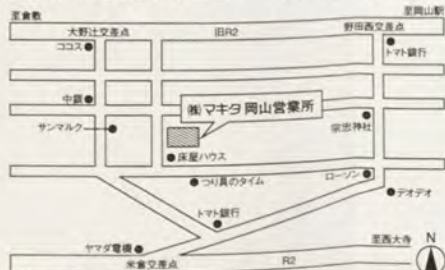 至倉敷
至岡山駅
大野辻交差点
旧R2
野田西交差点
ココス
トマト銀行
中銀
㈱マキタ 岡山営業所
サンマルク
宗忠神社
床屋ハウス
つり具のタイム
ローソン
デオデオ
トマト銀行
ヤマダ電機
至西大寺
米倉交差点
R2
N